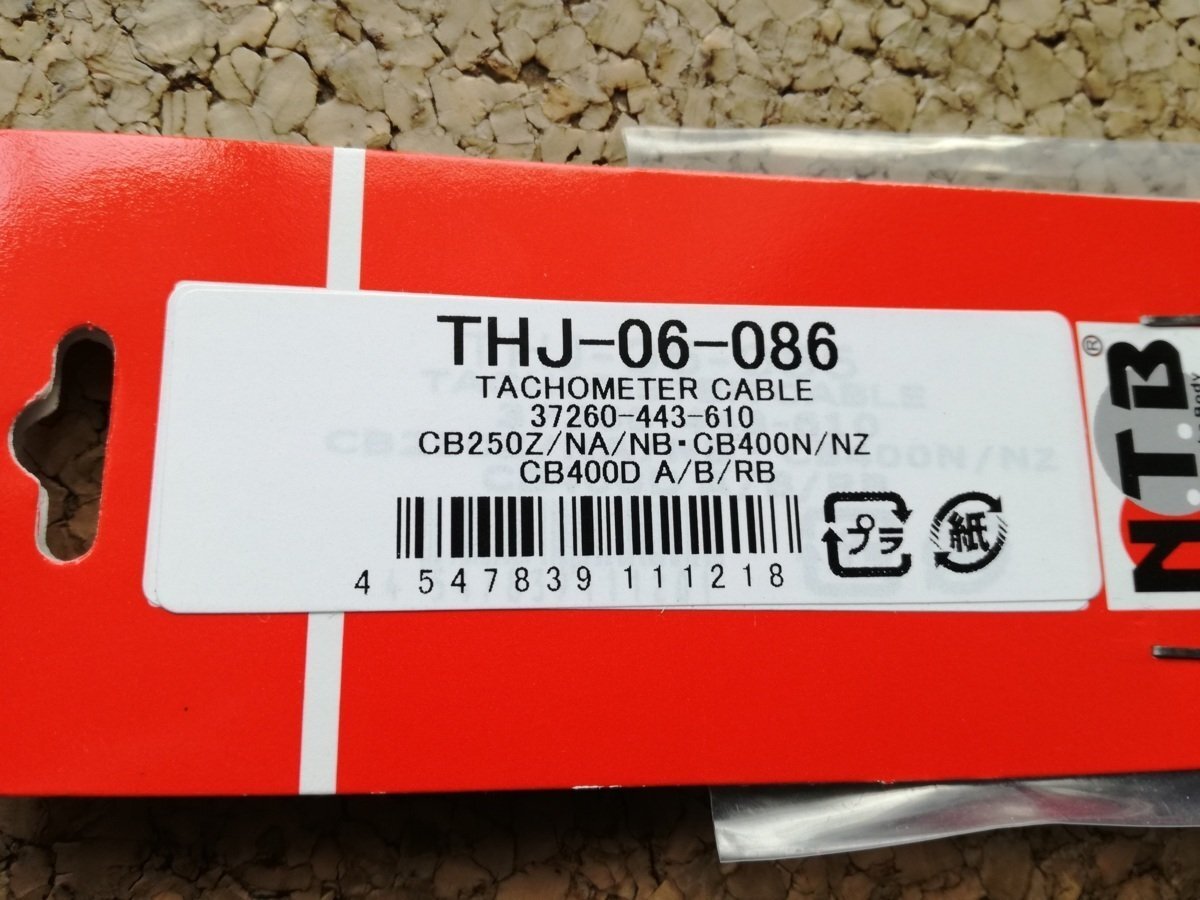 THJ-06-086
TACHOMETER CABLE
37260-443-610
CB250Z/NA/NB・CB400N/NZ
CB400D A/B/RB
4 547839 111218
プラ
紙
NTB
®